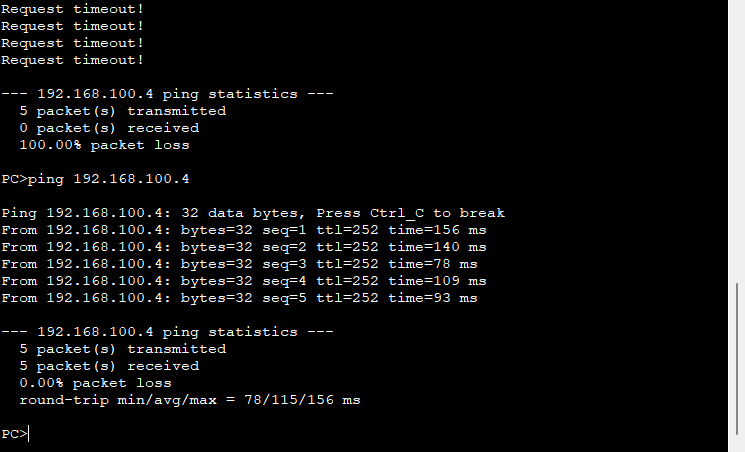 Request timeout!
Request timeout!
Request timeout!
Request timeout!
--- 192.168.100.4 ping statistics ---
  5 packet(s) transmitted
  0 packet(s) received
  100.00% packet loss
PC>ping 192.168.100.4
Ping 192.168.100.4: 32 data bytes, Press Ctrl_C to break
From 192.168.100.4: bytes=32 seq=1 ttl=252 time=156 ms
From 192.168.100.4: bytes=32 seq=2 ttl=252 time=140 ms
From 192.168.100.4: bytes=32 seq=3 ttl=252 time=78 ms
From 192.168.100.4: bytes=32 seq=4 ttl=252 time=109 ms
From 192.168.100.4: bytes=32 seq=5 ttl=252 time=93 ms
--- 192.168.100.4 ping statistics ---
  5 packet(s) transmitted
  5 packet(s) received
  0.00% packet loss
  round-trip min/avg/max = 78/115/156 ms
PC>